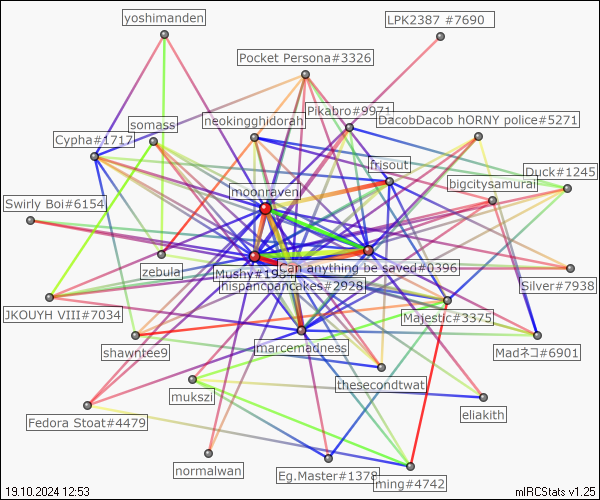 yoshimanden
LPK2387 #7690
Pocket Persona#3326
Pikabro#9971
DacobDacob hORNY police#5271
neokingghidorah
somass
Cypha#1717
frisout
Duck#1245
bigcitysamurai
moonraven
Swirly Boi#6154
zebula
Mushy#1984
Can anything be saved#0396
hispancpancakes#2928
Silver#7938
JKOUYH VIII#7034
Majestic#3375
shawntee9
marcemadness
Madネコ#6901
thesecondtwat
mukszi
eliakith
Fedora Stoat#4479
normalwan
Eg.Master#1378
ming#4742
19.10.2024 12:53
mIRCStats v1.25